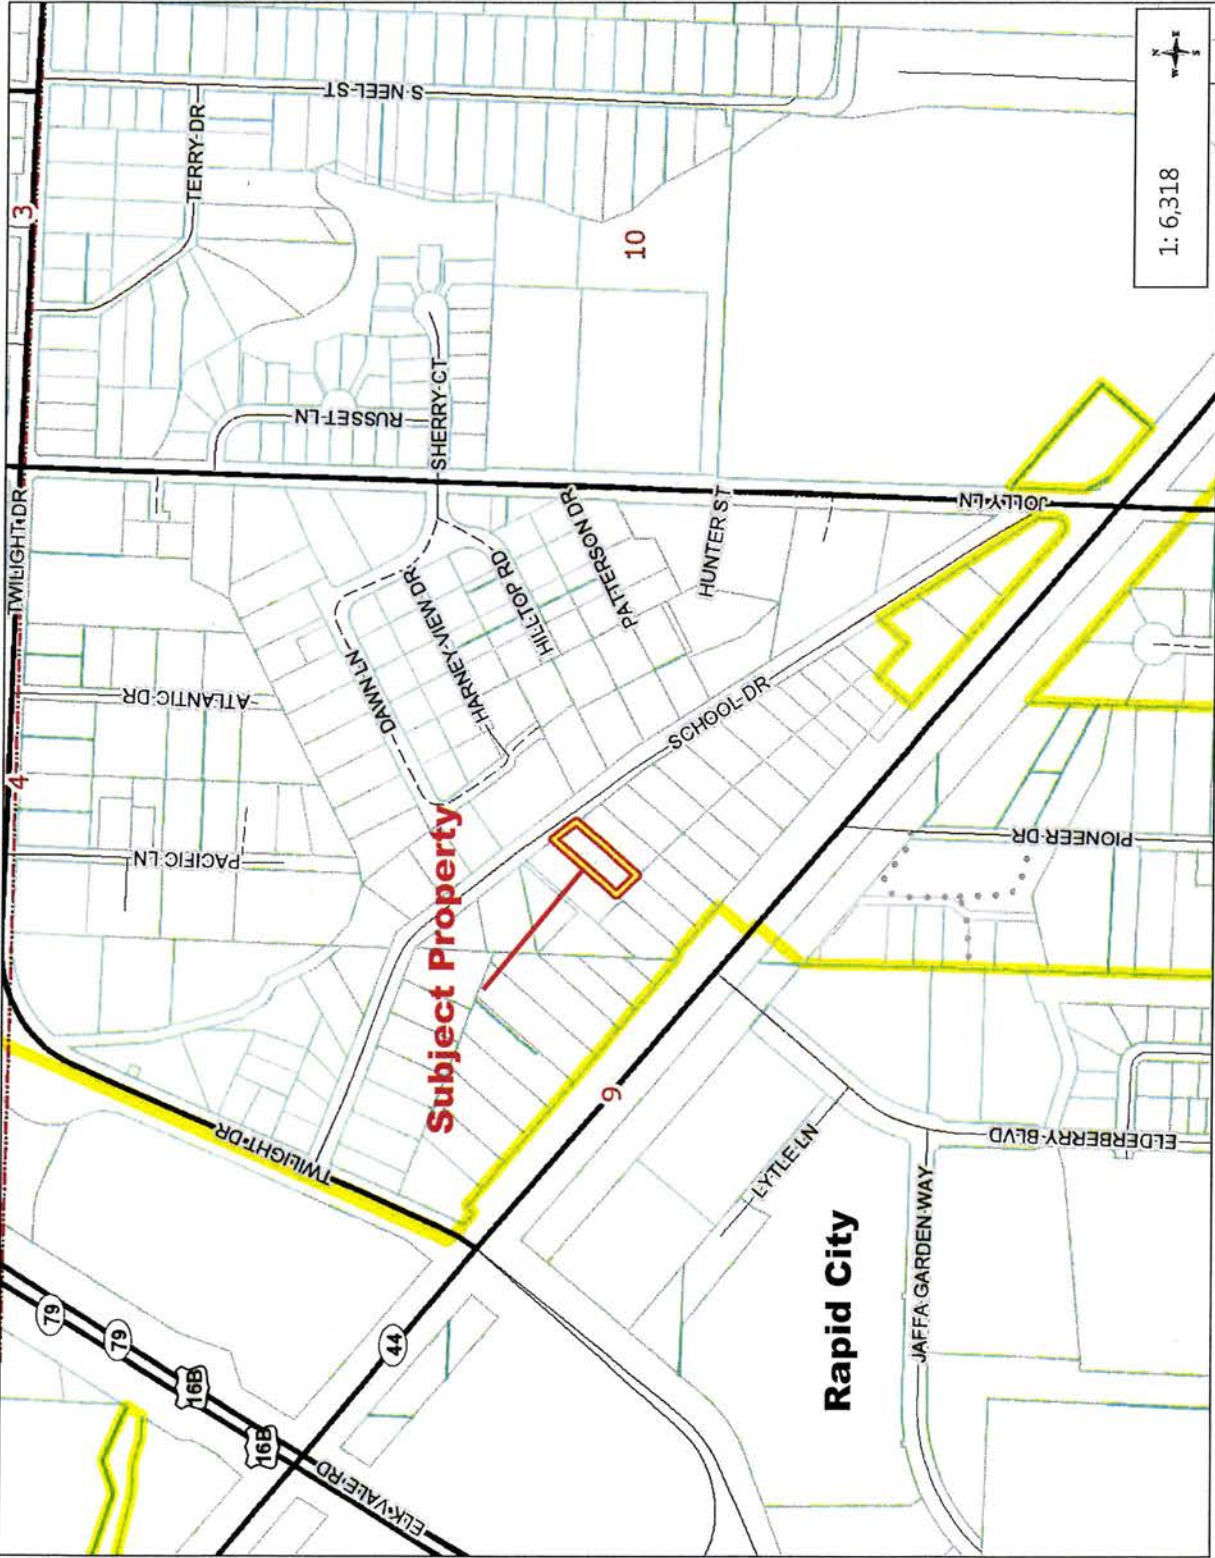 3
4
TWILIGHT DR
S NEEL ST
TERRY DR
RUSSET LN
SHERRY CT
10
ATLANTIC DR
PACIFIC LN
DAWN LN
HARNEY VIEW DR
HILLTOP RD
PATTERSON DR
HUNTER ST
JOLLY LN
SCHOOL DR
Subject Property
TWILIGHT DR
79
79
16B
16B
44
ELK VALE RD
9
PIONEER DR
LYTLE LN
ELDERBERRY BLVD
JAFFA GARDEN WAY
Rapid City
1: 6,318
N
W
E
S